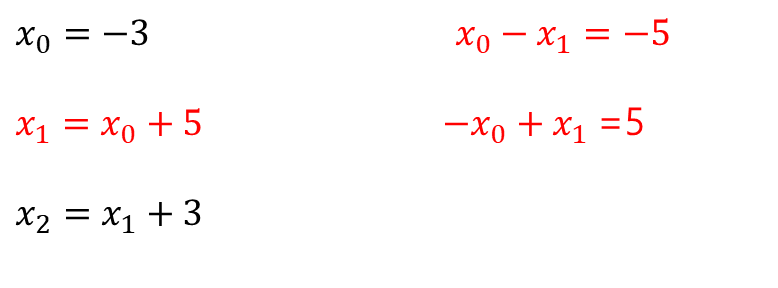 x₀ = −3
x₀ − x₁ = −5
x₁ = x₀ + 5
−x₀ + x₁ =5
x₂ = x₁ + 3